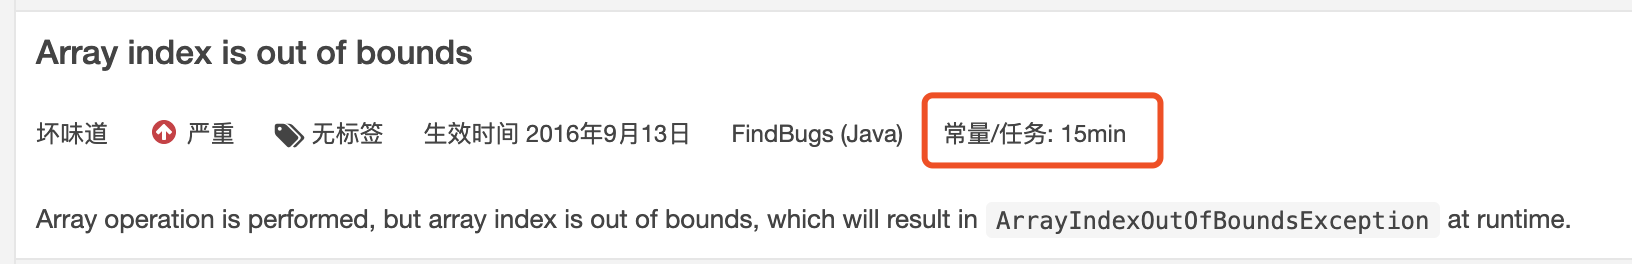 Array index is out of bounds
坏味道 严重 无标签 生效时间 2016年9月13日 FindBugs (Java) 常量/任务: 15min
Array operation is performed, but array index is out of bounds, which will result in ArrayIndexOutOfBoundsException at runtime.